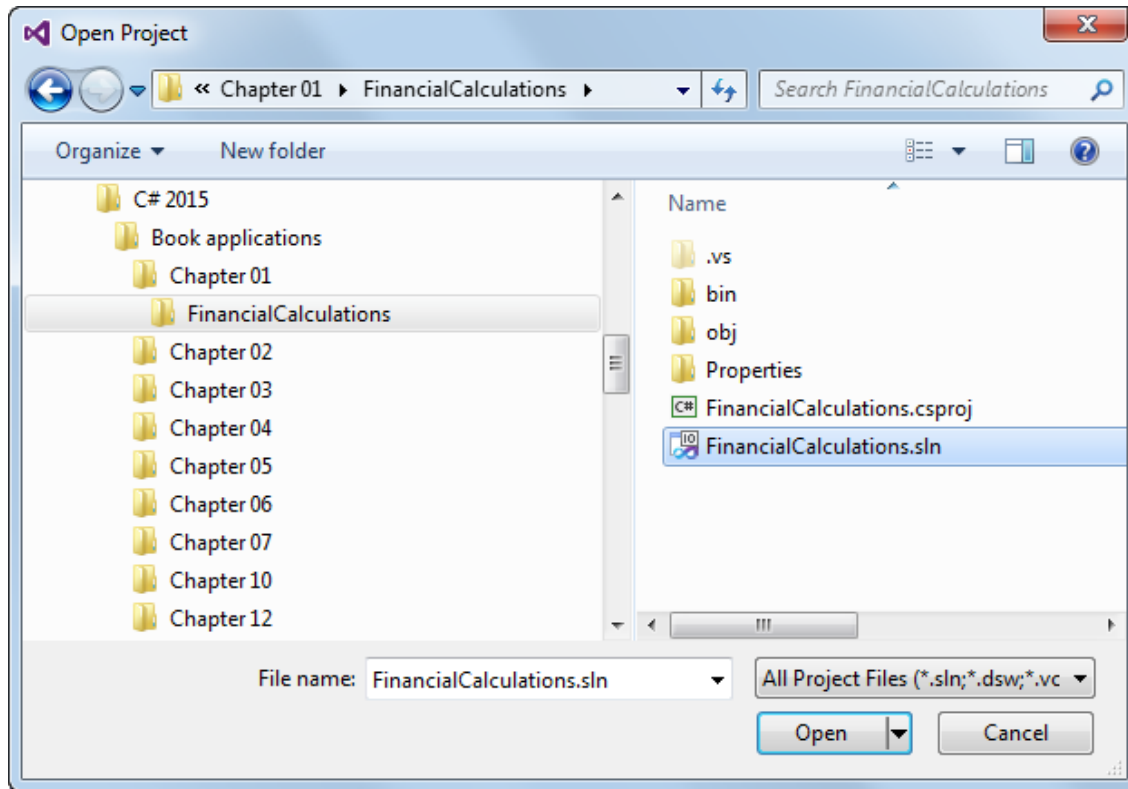 Open Project
« Chapter 01 ▸ FinancialCalculations ▸
Search FinancialCalculations
Organize
New folder
C# 2015
Book applications
Chapter 01
FinancialCalculations
Chapter 02
Chapter 03
Chapter 04
Chapter 05
Chapter 06
Chapter 07
Chapter 10
Chapter 12
Name
.vs
bin
obj
Properties
C# FinancialCalculations.csproj
FinancialCalculations.sln
File name: FinancialCalculations.sln
All Project Files (*.sln;*.dsw;*.vc
Open
Cancel